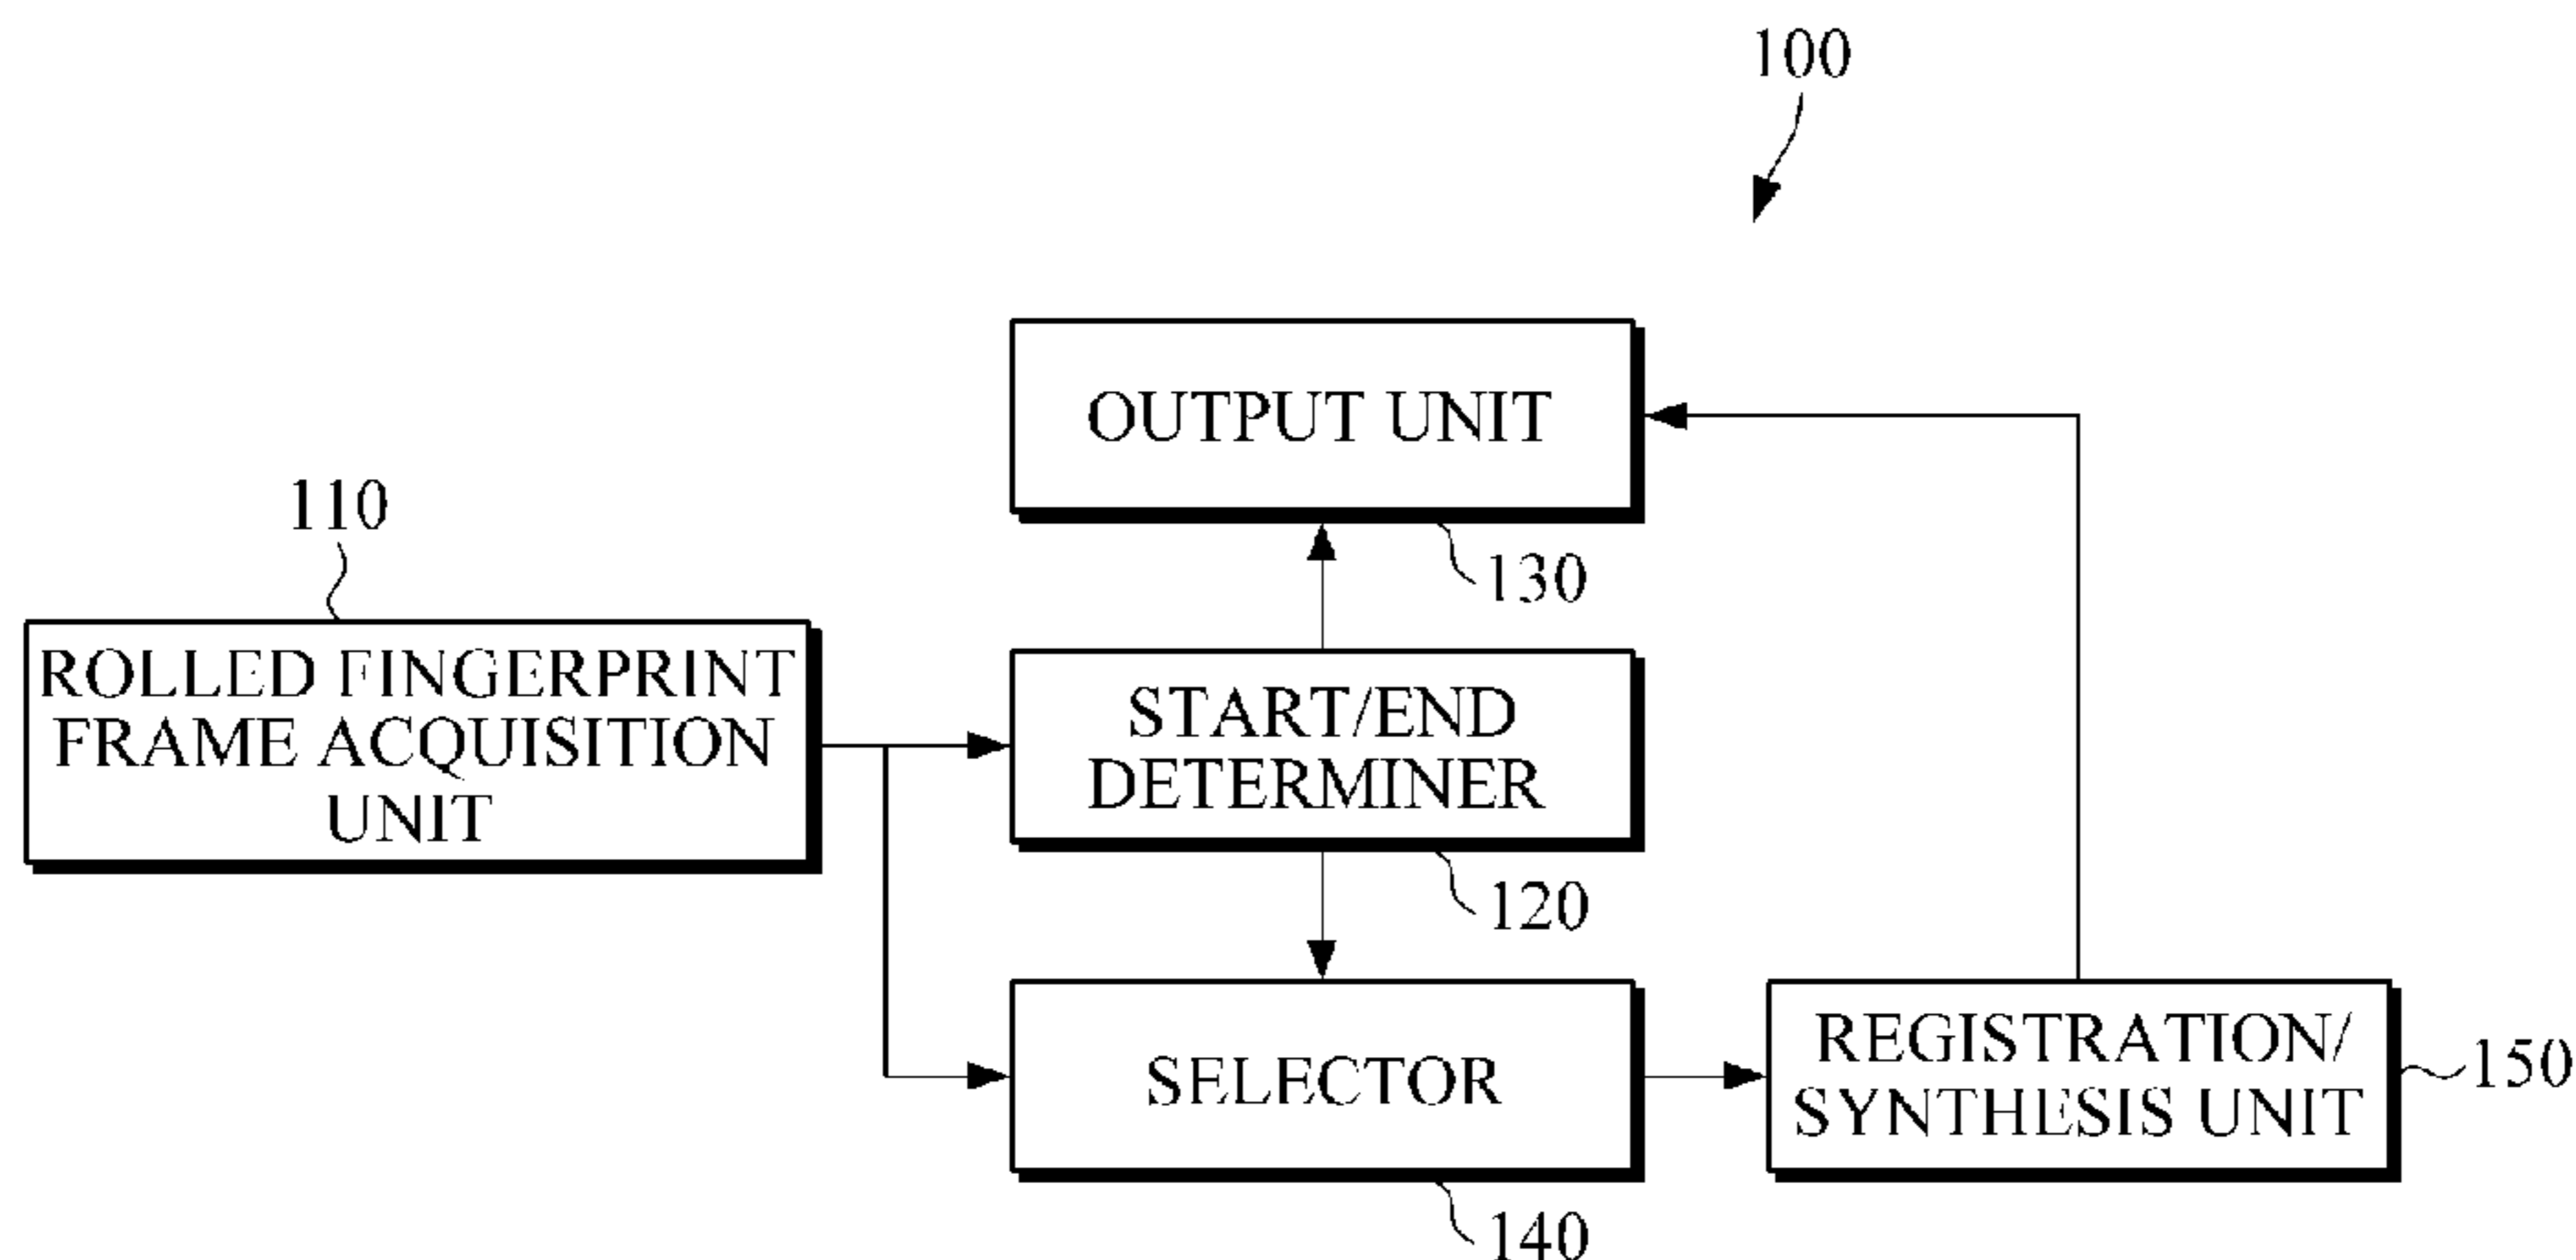 100
OUTPUT UNIT
110
130
ROLLED FINGERPRINT
FRAME ACQUISITION
UNIT
START/END
DETERMINER
120
SELECTOR
REGISTRATION/
SYNTHESIS UNIT
150
140